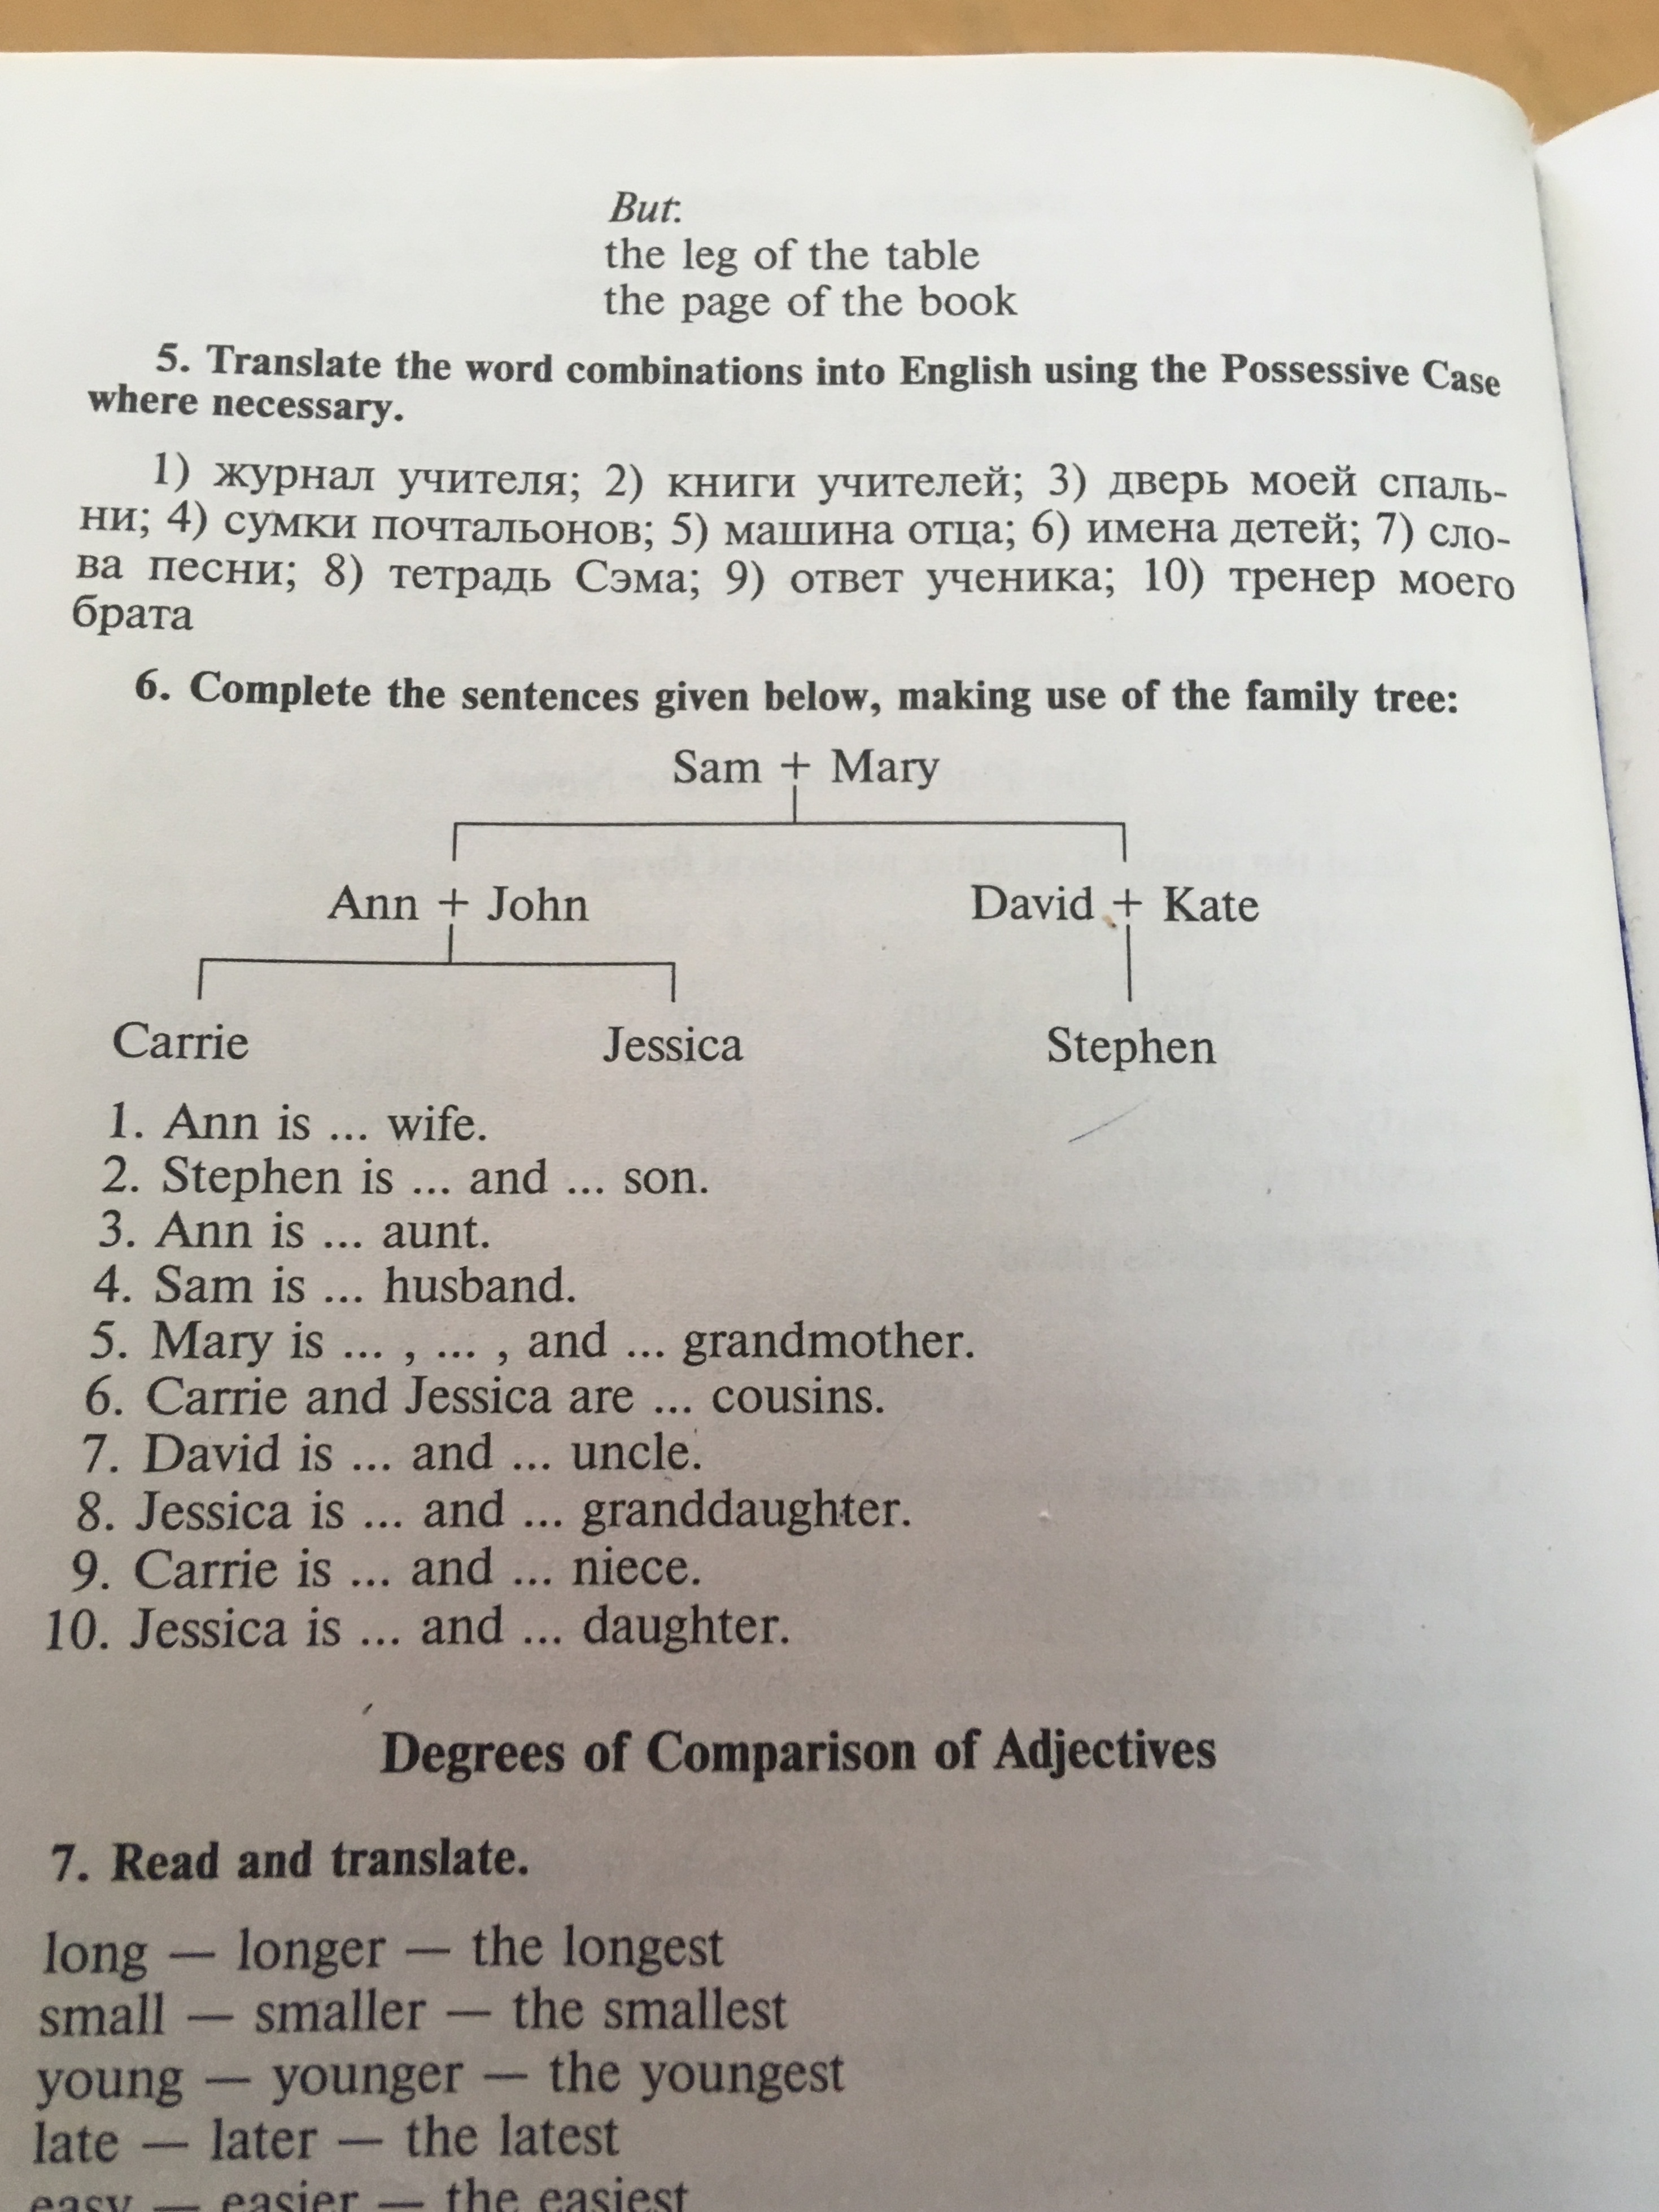 But:
the leg of the table
the page of the book
5. Translate the word combinations into English using the Possessive Case
where necessary.
1) журнал учителя; 2) книги учителей; 3) дверь моей спаль-
ни; 4) сумки почтальонов; 5) машина отца; 6) имена детей; 7) сло-
ва песни; 8) тетрадь Сэма; 9) ответ ученика; 10) тренер моего
брата
6. Complete the sentences given below, making use of the family tree:
Sam + Mary
Ann + John David + Kate
Carrie Jessica Stephen
1. Ann is ... wife.
2. Stephen is ... and ... son.
3. Ann is ... aunt.
4. Sam is ... husband.
5. Mary is ... , ... , and ... grandmother.
6. Carrie and Jessica are ... cousins.
7. David is ... and ... uncle.
8. Jessica is ... and ... granddaughter.
9. Carrie is ... and ... niece.
10. Jessica is ... and ... daughter.
Degrees of Comparison of Adjectives
7. Read and translate.
long — longer — the longest
small — smaller — the smallest
young — younger — the youngest
late — later — the latest
easy — easier — the easiest